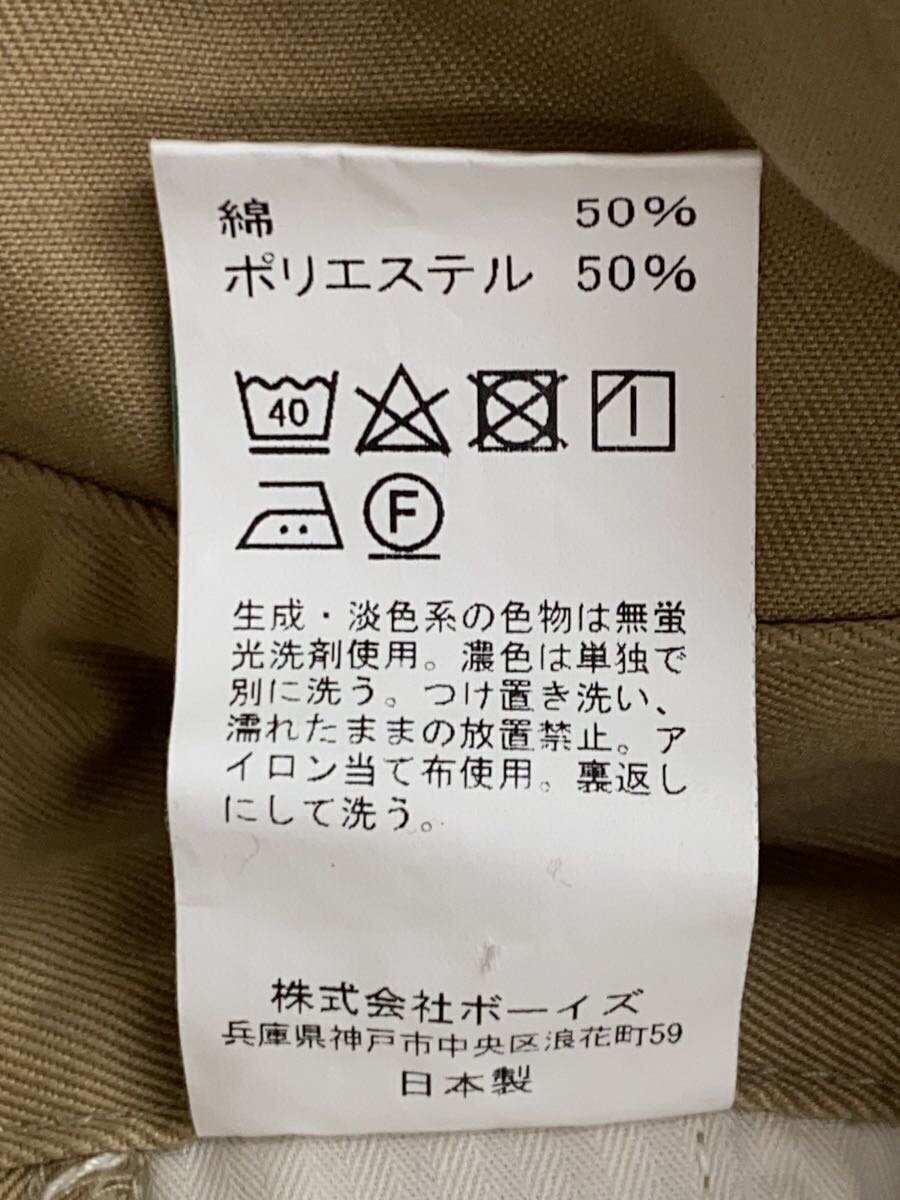 綿 50%
ポリエステル 50%
40
F
生成・淡色系の色物は無蛍
光洗剤使用。濃色は単独で
別に洗う。つけ置き洗い、
濡れたままの放置禁止。ア
イロン当て布使用。裏返し
にして洗う。
株式会社ボーイズ
兵庫県神戸市中央区浪花町59
日本製